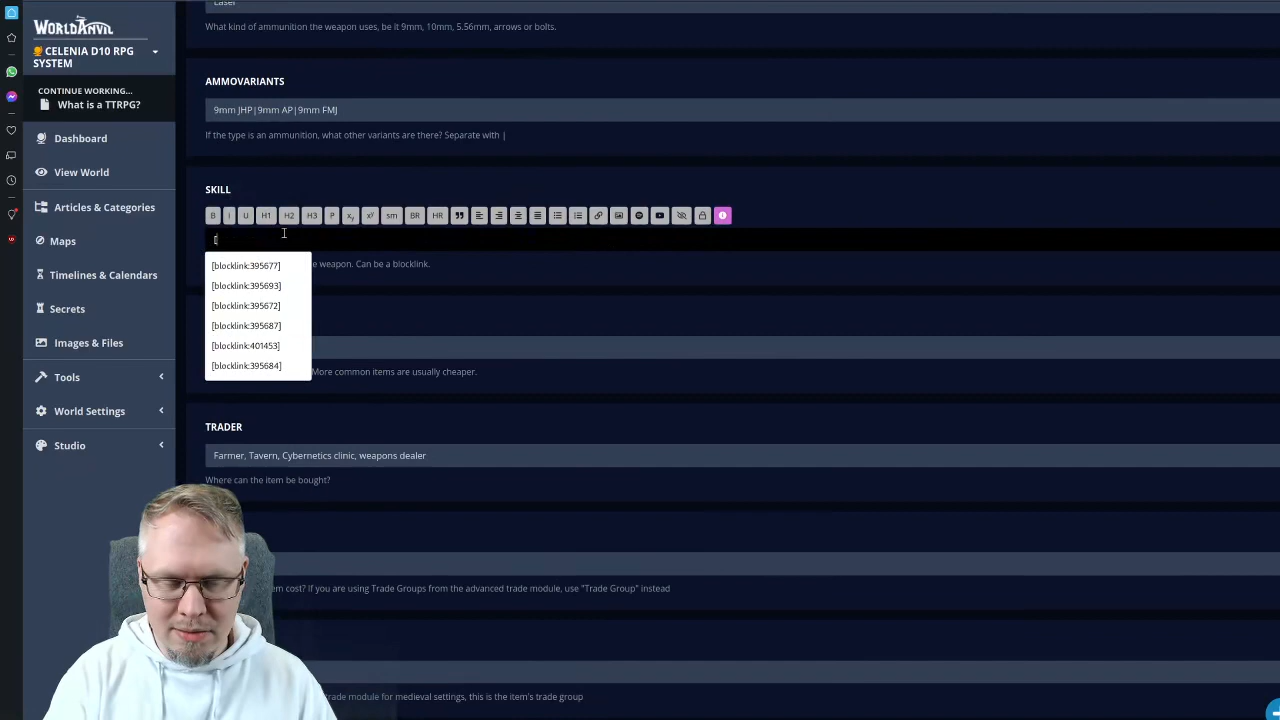 Laser
What kind of ammunition the weapon uses, be it 9mm, 10mm, 5.56mm, arrows or bolts.
WORLDANVIL
CELENIA D10 RPG
SYSTEM
CONTINUE WORKING...
What is a TTRPG?
Dashboard
View World
Articles & Categories
Maps
Timelines & Calendars
Secrets
Images & Files
Tools
World Settings
Studio
AMMOVARIANTS
9mm JHP|9mm AP|9mm FMJ
If the type is an ammunition, what other variants are there? Separate with |
SKILL
B I U H1 H2 H3 P xy xy sm BR HR
[
[blocklink:395677]
[blocklink:395693]
[blocklink:395672]
[blocklink:395687]
[blocklink:401453]
[blocklink:395684]
e weapon. Can be a blocklink.
More common items are usually cheaper.
TRADER
Farmer, Tavern, Cybernetics clinic, weapons dealer
Where can the item be bought?
em cost? If you are using Trade Groups from the advanced trade module, use "Trade Group" instead
trade module for medieval settings, this is the item's trade group